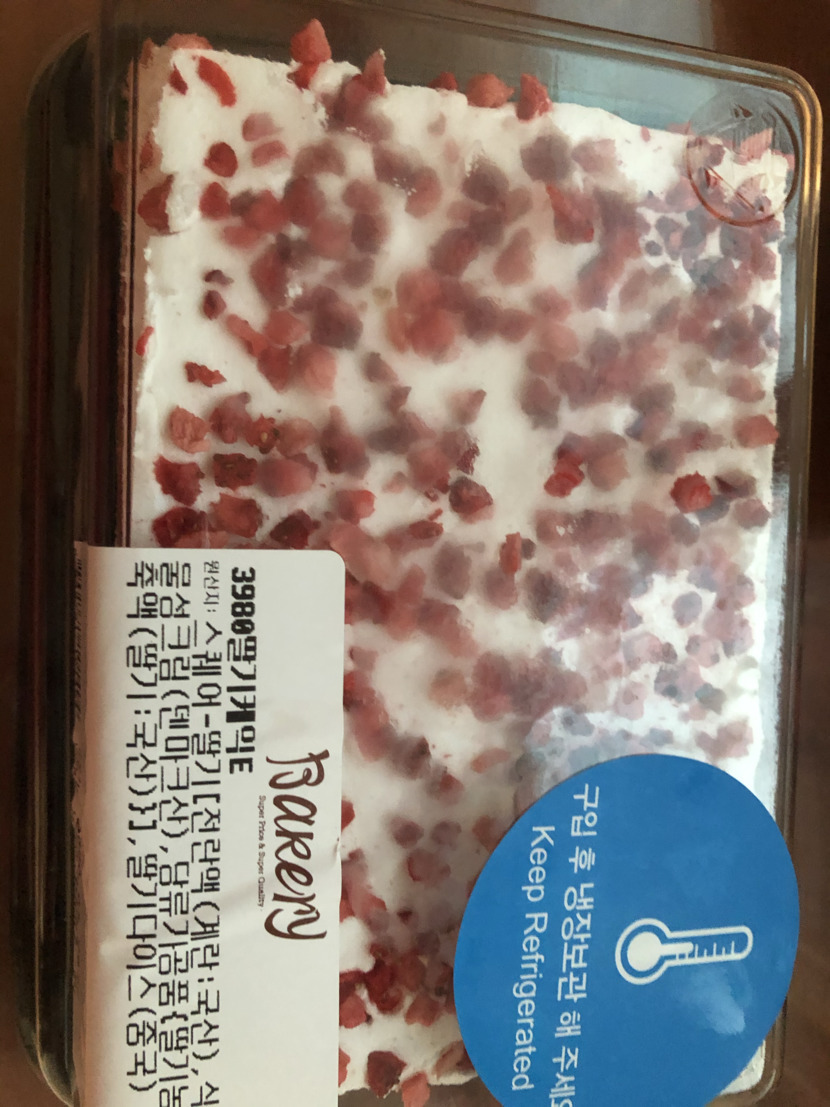 Bakery
Super Price & Super Quality
3980딸기케익E
원산지: 스퀘어-딸기[전란액(계란:국산), 식
물성크림(덴마크산), 당류가공품{딸기농
축액(딸기:국산)}], 딸기다이스(중국)
구입 후 냉장보관 해 주세요
Keep Refrigerated